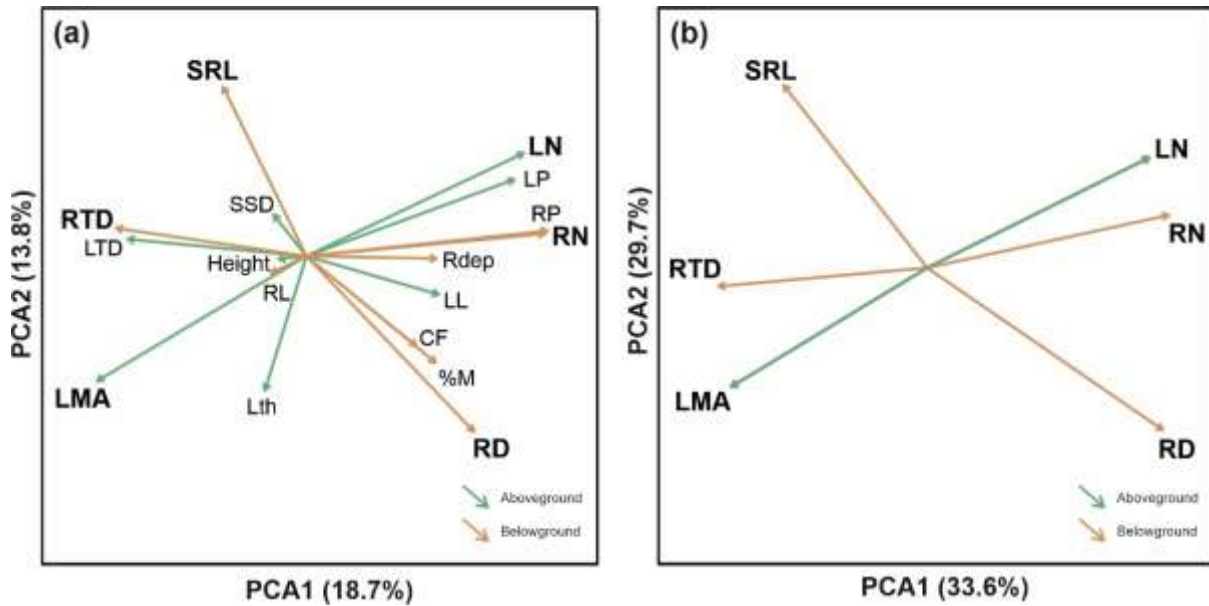 (a)
SRL
LN
LP
SSD
RTD
RP
RN
LTD
Height
Rdep
RL
LL
CF
%M
LMA
Lth
RD
Aboveground
Belowground
PCA2 (13.8%)
PCA1 (18.7%)
(b)
SRL
LN
RN
RTD
LMA
RD
Aboveground
Belowground
PCA2 (29.7%)
PCA1 (33.6%)